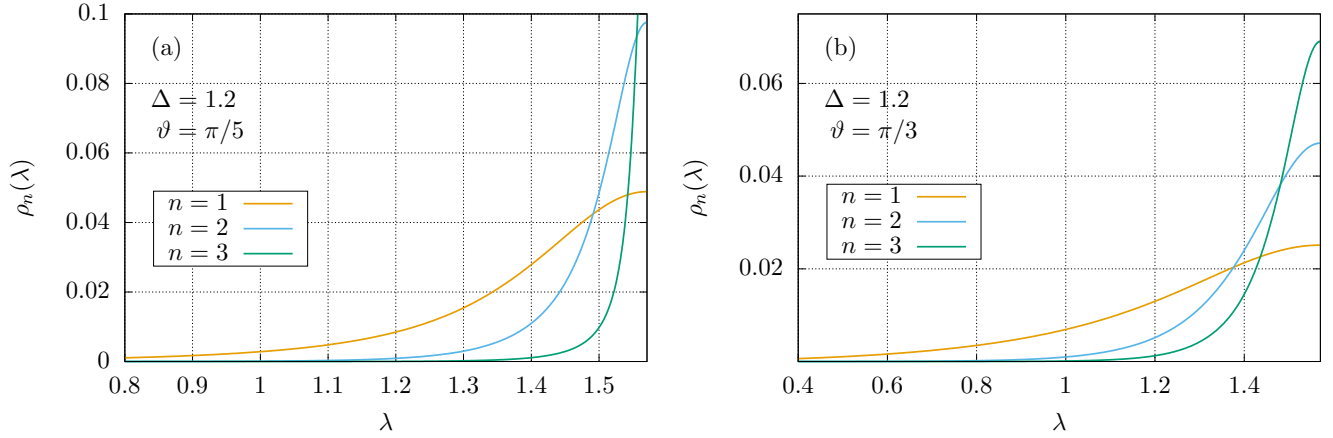 0.1
(a)
0.08
Δ = 1.2
ϑ = π/5
0.06
ρₙ(λ)
0.04
n = 1
n = 2
0.02
n = 3
0
0.8 0.9 1 1.1 1.2 1.3 1.4 1.5
λ
(b)
0.06
Δ = 1.2
ϑ = π/3
ρₙ(λ)
0.04
n = 1
n = 2
n = 3
0.02
0.4 0.6 0.8 1 1.2 1.4
λ